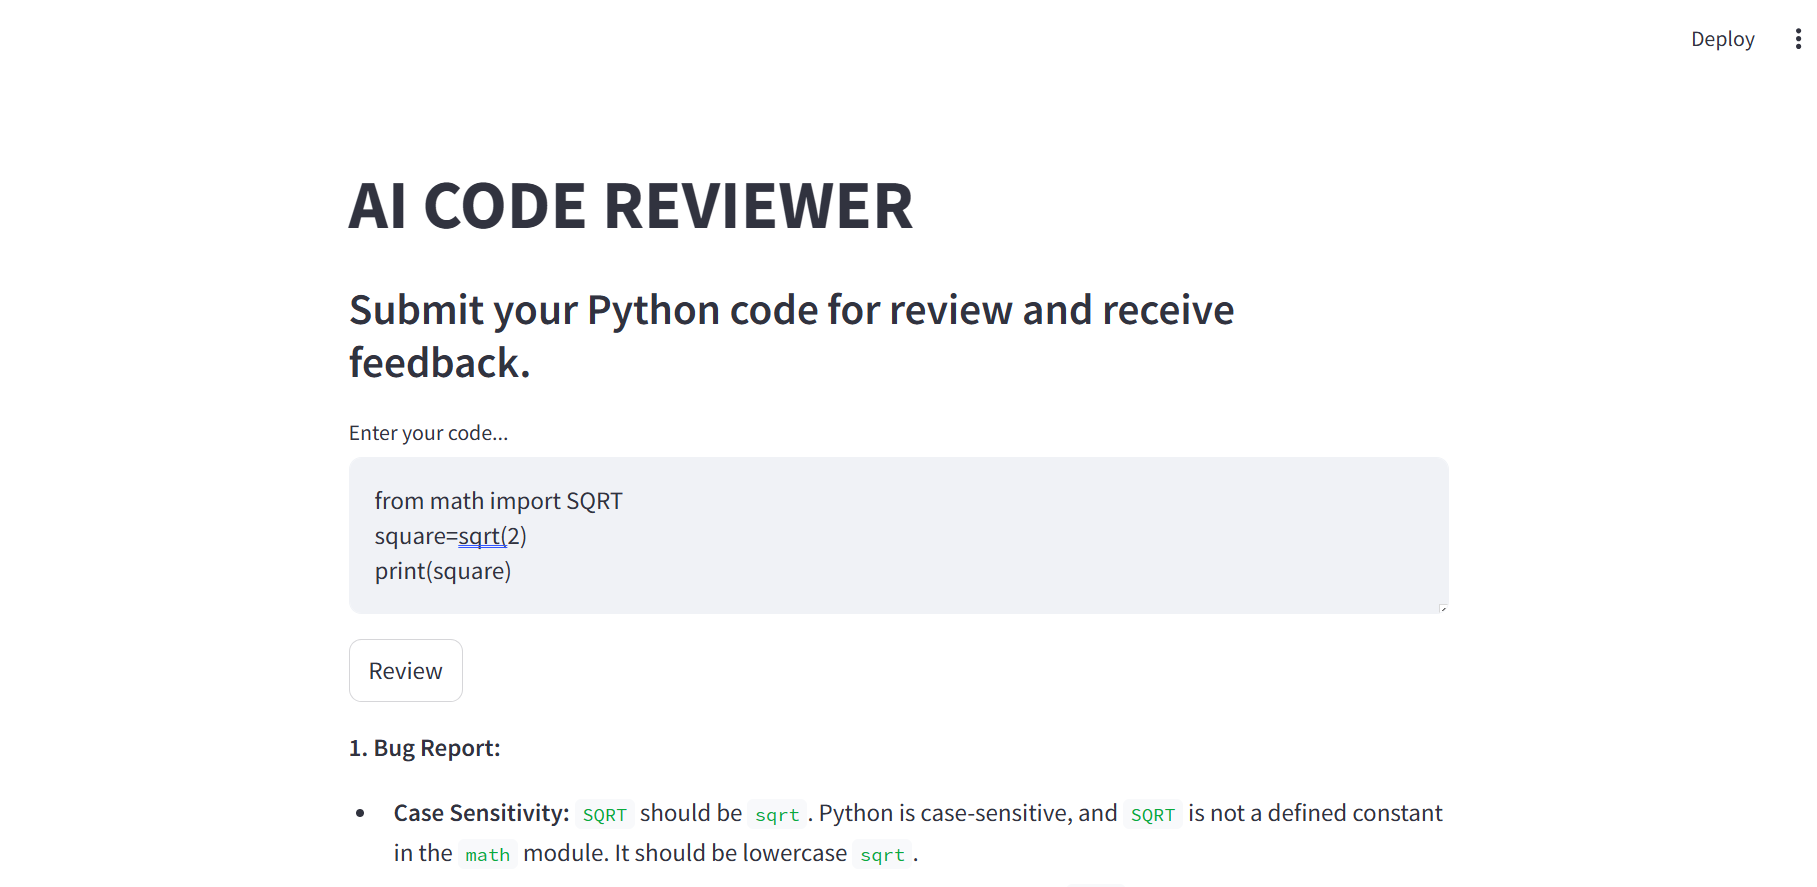 Deploy
AI CODE REVIEWER
Submit your Python code for review and receive
feedback.
Enter your code...
from math import SQRT
square=sqrt(2)
print(square)
Review
1. Bug Report:
• Case Sensitivity: SQRT should be sqrt. Python is case-sensitive, and SQRT is not a defined constant
in the math module. It should be lowercase sqrt.